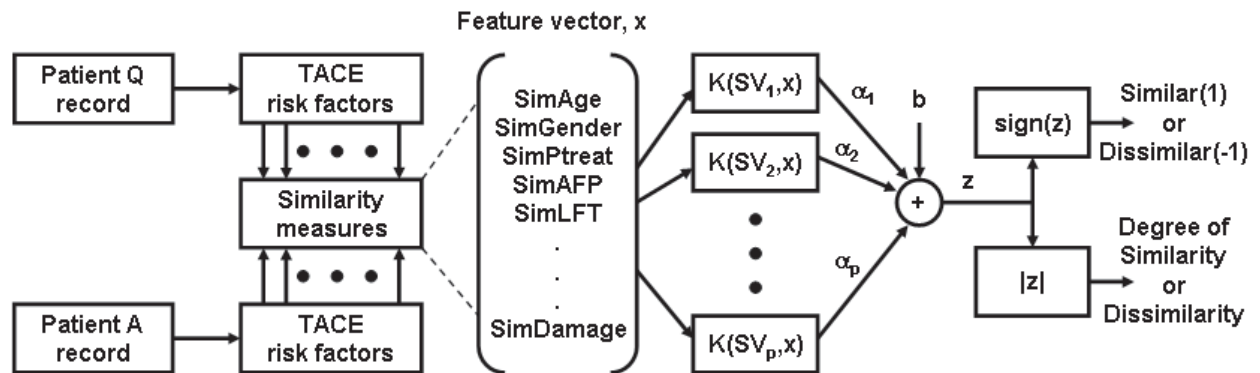 Feature vector, x
Patient Q
record
TACE
risk factors
Similarity
measures
Patient A
record
TACE
risk factors
SimAge
SimGender
SimPtreat
SimAFP
SimLFT
.
.
.
SimDamage
K(SV₁,x)
K(SV₂,x)
K(SVₚ,x)
α₁
α₂
αₚ
b
+
z
sign(z)
|z|
Similar(1)
or
Dissimilar(-1)
Degree of
Similarity
or
Dissimilarity